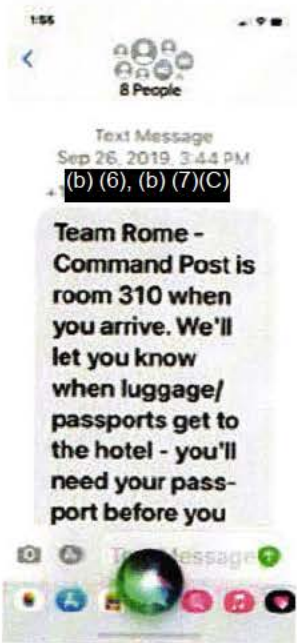 1:55
8 People
Text Message
Sep 26, 2019, 3:44 PM
(b) (6), (b) (7)(C)
Team Rome -
Command Post is
room 310 when
you arrive. We'll
let you know
when luggage/
passports get to
the hotel - you'll
need your pass-
port before you
Text Message